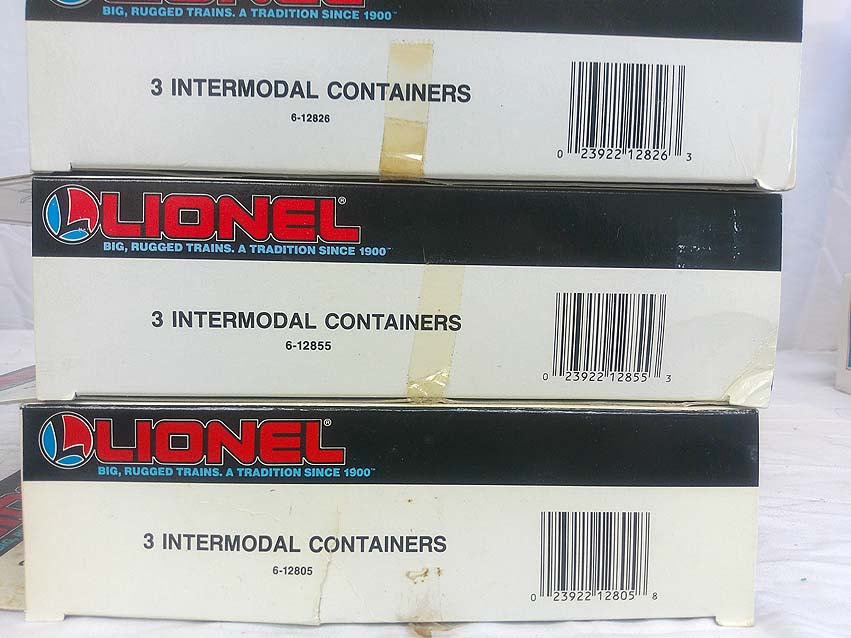 LIONEL
BIG, RUGGED TRAINS. A TRADITION SINCE 1900™
3 INTERMODAL CONTAINERS
6-12826
0 23922 12826 3
LIONEL®
BIG, RUGGED TRAINS. A TRADITION SINCE 1900™
3 INTERMODAL CONTAINERS
6-12855
0 23922 12855 3
LIONEL®
BIG, RUGGED TRAINS. A TRADITION SINCE 1900™
3 INTERMODAL CONTAINERS
6-12805
0 23922 12805 8